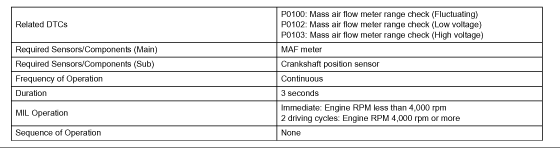 Related DTCs
P0100: Mass air flow meter range check (Fluctuating)
P0102: Mass air flow meter range check (Low voltage)
P0103: Mass air flow meter range check (High voltage)
Required Sensors/Components (Main)
MAF meter
Required Sensors/Components (Sub)
Crankshaft position sensor
Frequency of Operation
Continuous
Duration
3 seconds
MIL Operation
Immediate: Engine RPM less than 4,000 rpm
2 driving cycles: Engine RPM 4,000 rpm or more
Sequence of Operation
None